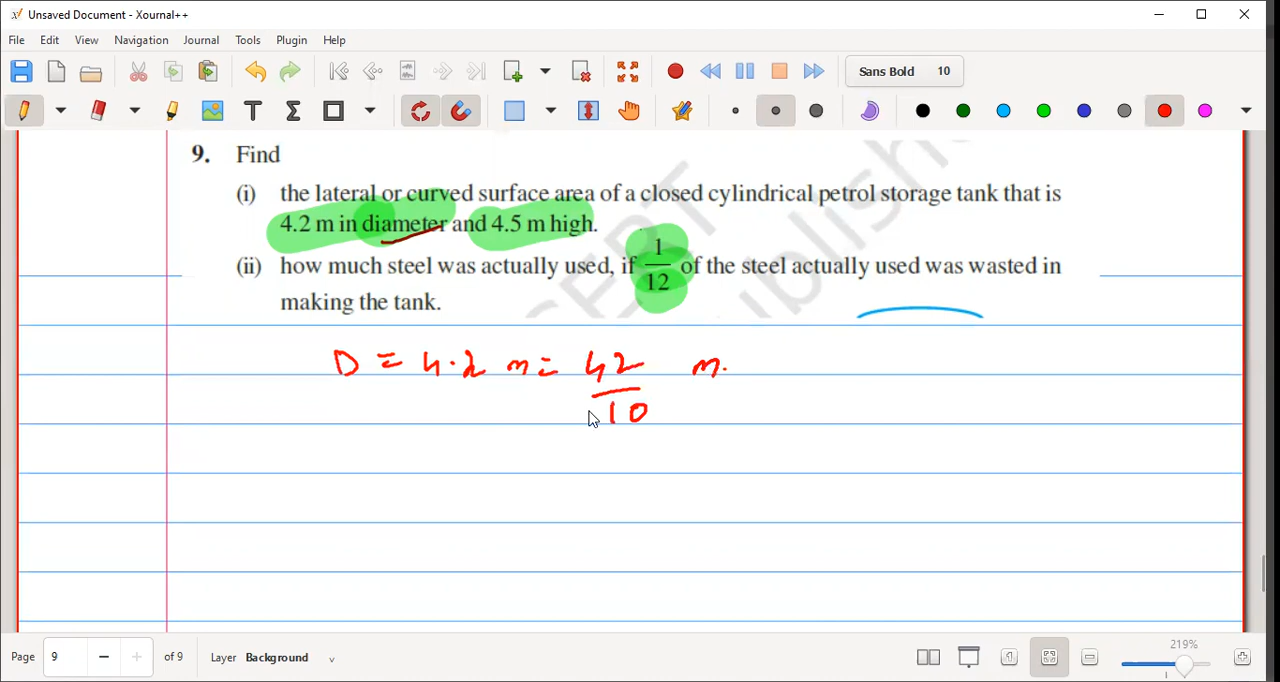 Unsaved Document - Xournal++
File Edit View Navigation Journal Tools Plugin Help
Sans Bold 10
9. Find
(i) the lateral or curved surface area of a closed cylindrical petrol storage tank that is
4.2 m in diameter and 4.5 m high.
(ii) how much steel was actually used, if 1/12 of the steel actually used was wasted in
making the tank.
D = 4.2 m = 42/10 m.
Page 9 of 9 Layer Background 219%